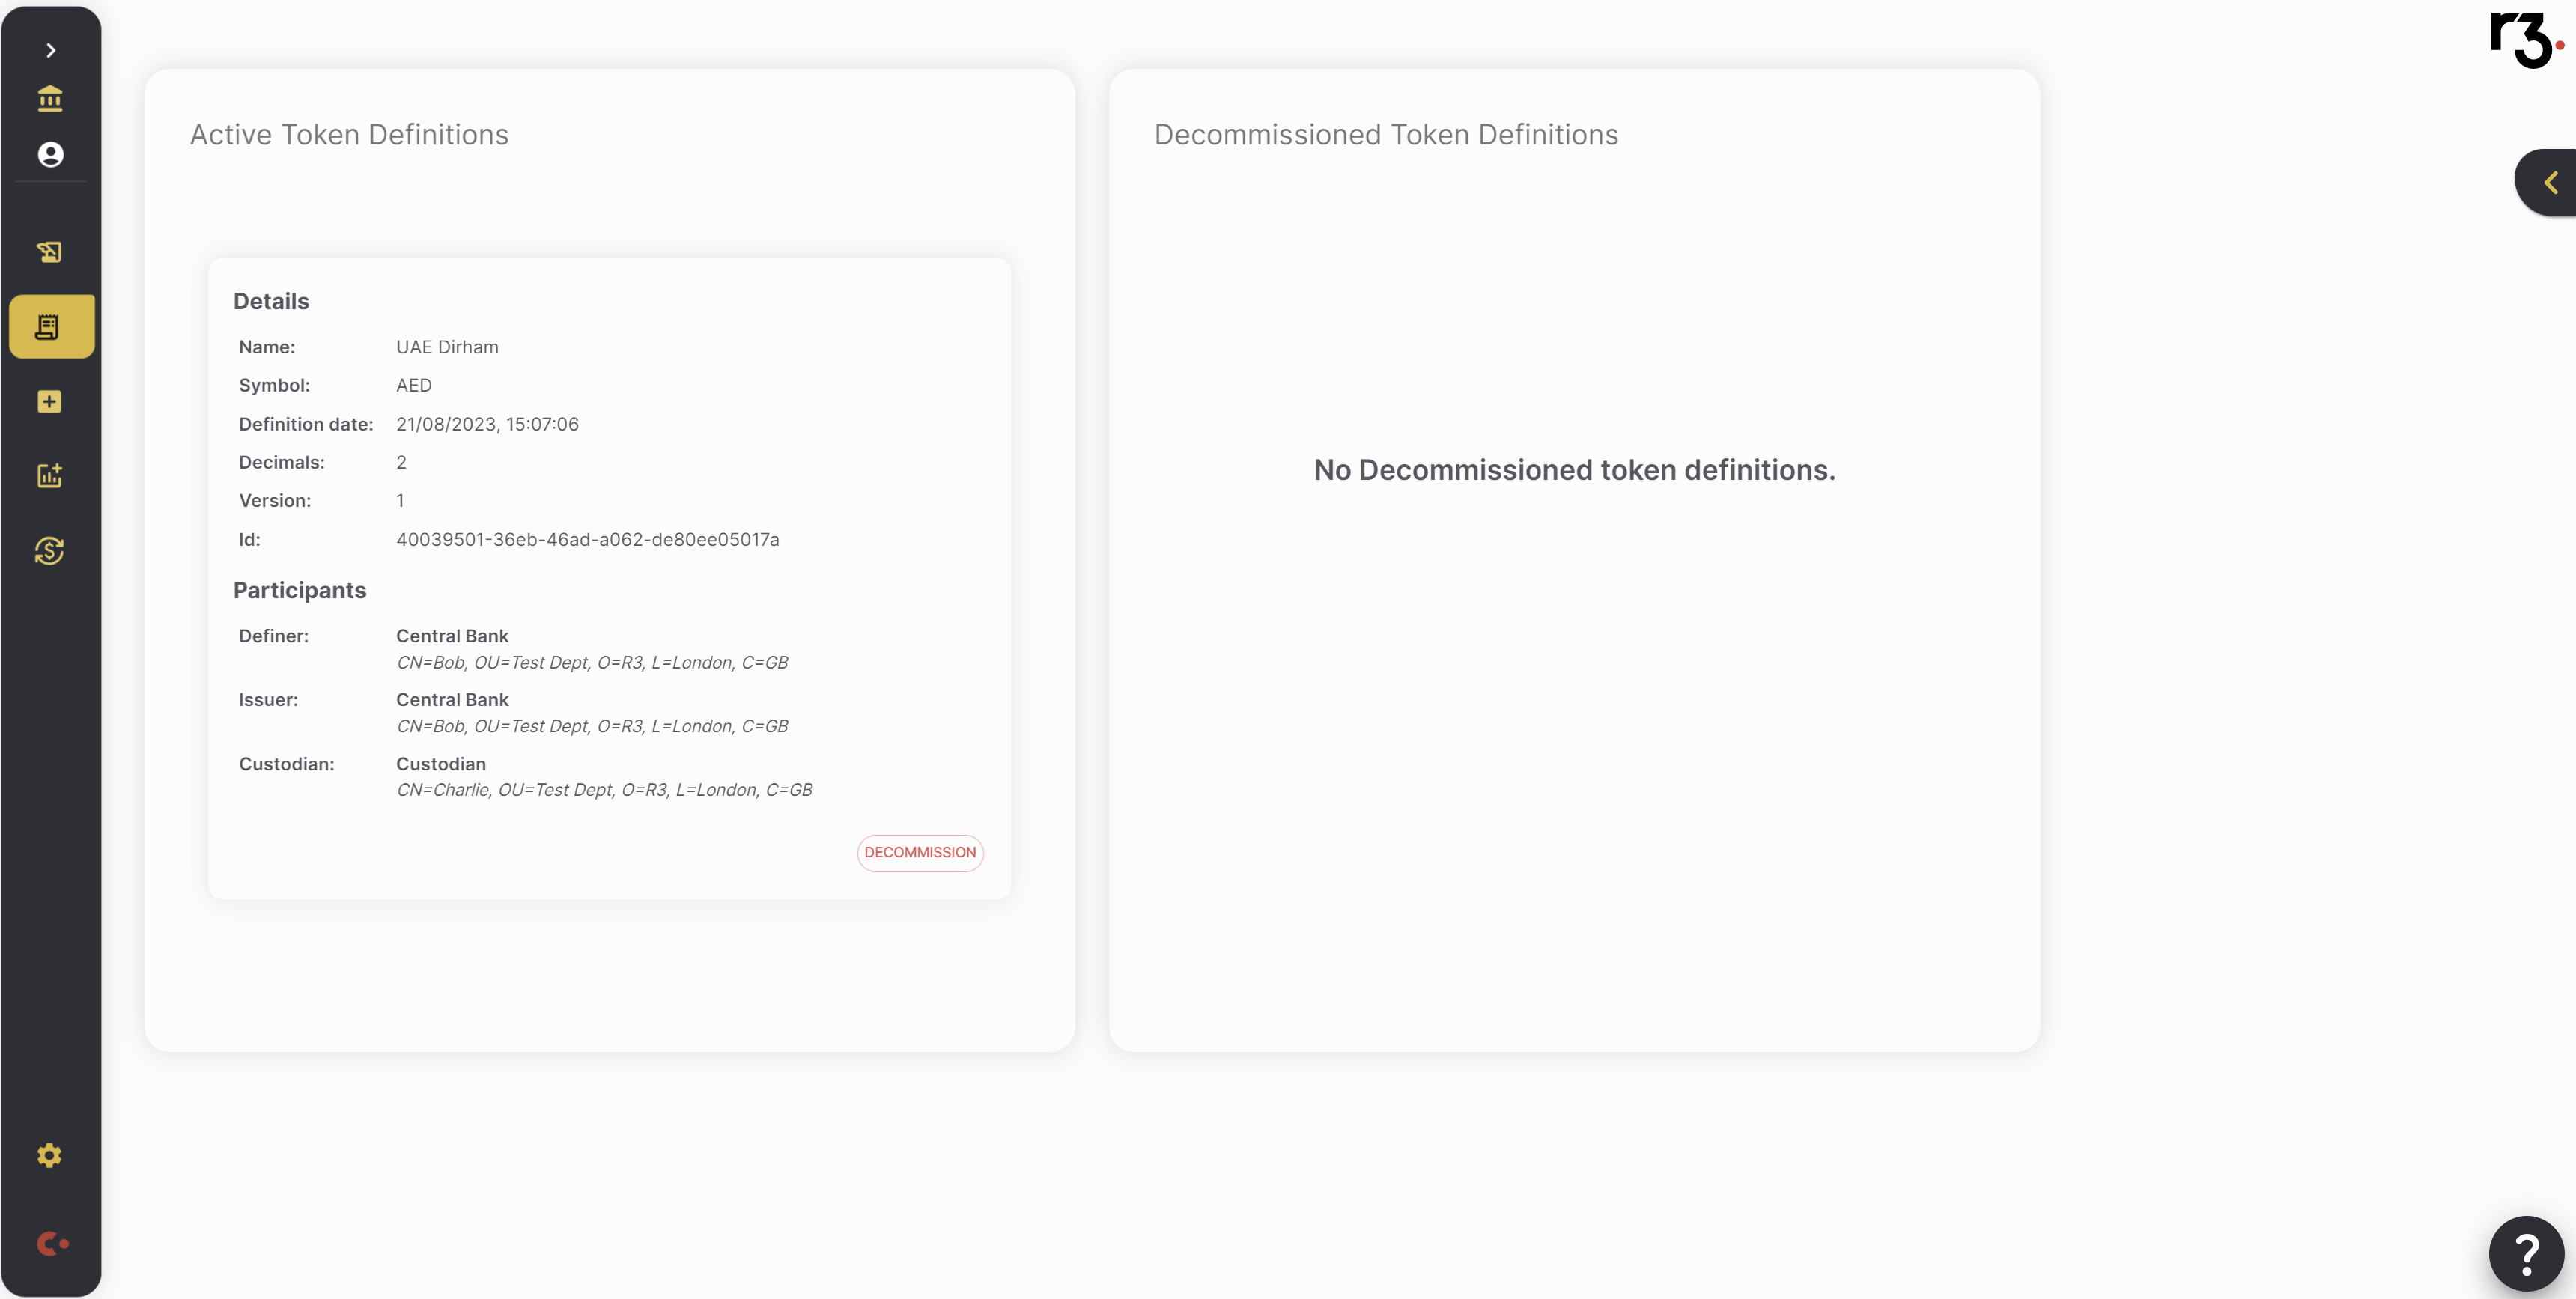 r3.
Active Token Definitions
Details
Name: UAE Dirham
Symbol: AED
Definition date: 21/08/2023, 15:07:06
Decimals: 2
Version: 1
Id: 40039501-36eb-46ad-a062-de80ee05017a
Participants
Definer: Central Bank
CN=Bob, OU=Test Dept, O=R3, L=London, C=GB
Issuer: Central Bank
CN=Bob, OU=Test Dept, O=R3, L=London, C=GB
Custodian: Custodian
CN=Charlie, OU=Test Dept, O=R3, L=London, C=GB
DECOMMISSION
Decommissioned Token Definitions
No Decommissioned token definitions.
?